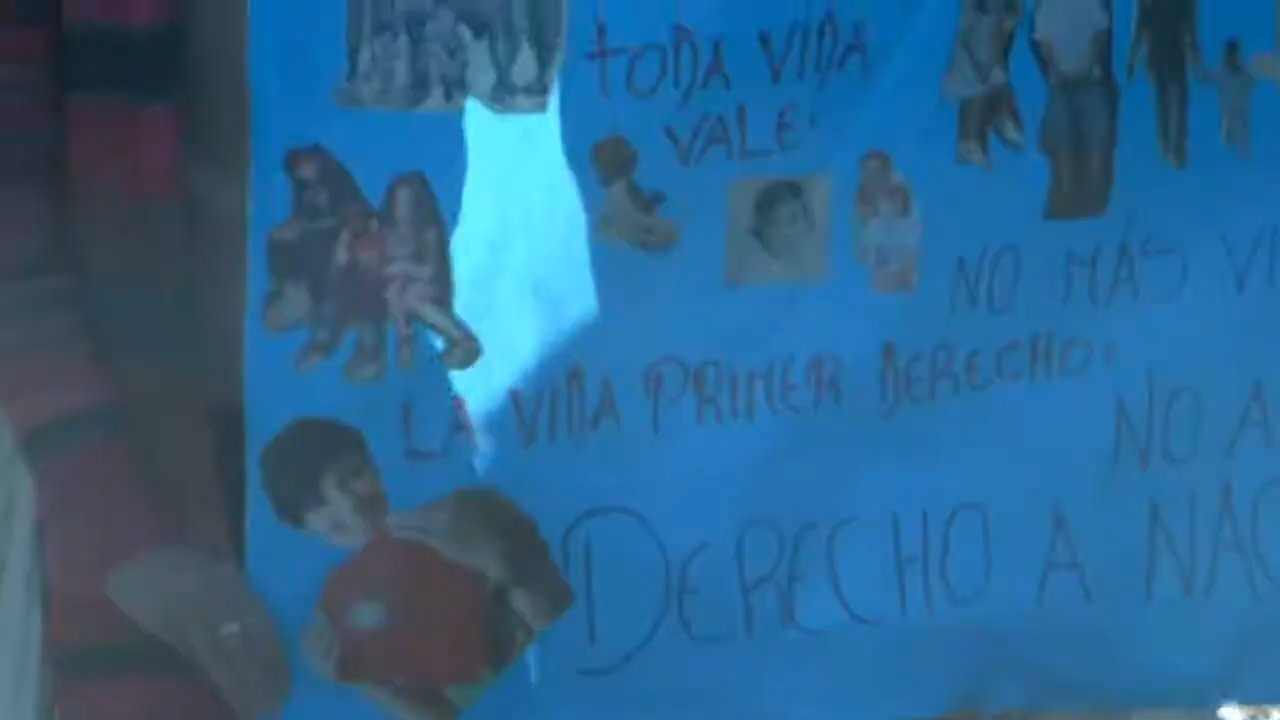 TODA VIDA
VALE.
NO MÁS
LA VIDA PRIMER DERECHO.
NO
DERECHO A